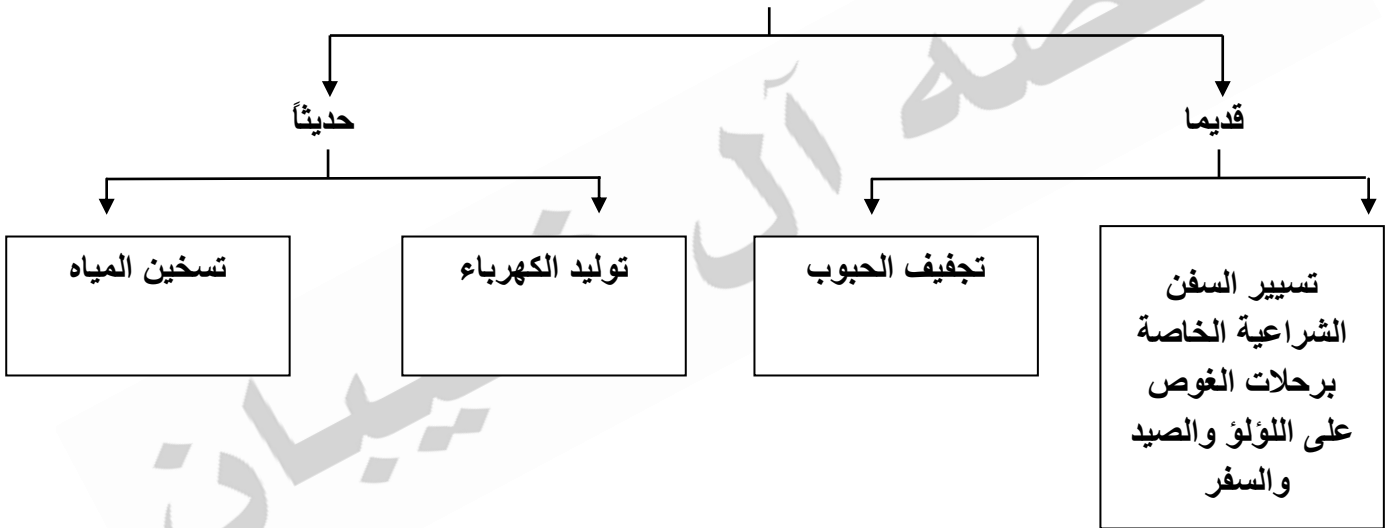 قديما
حديثاً
تسيير السفن
الشراعية الخاصة
برحلات الغوص
على اللؤلؤ والصيد
والسفر
تجفيف الحبوب
توليد الكهرباء
تسخين المياه